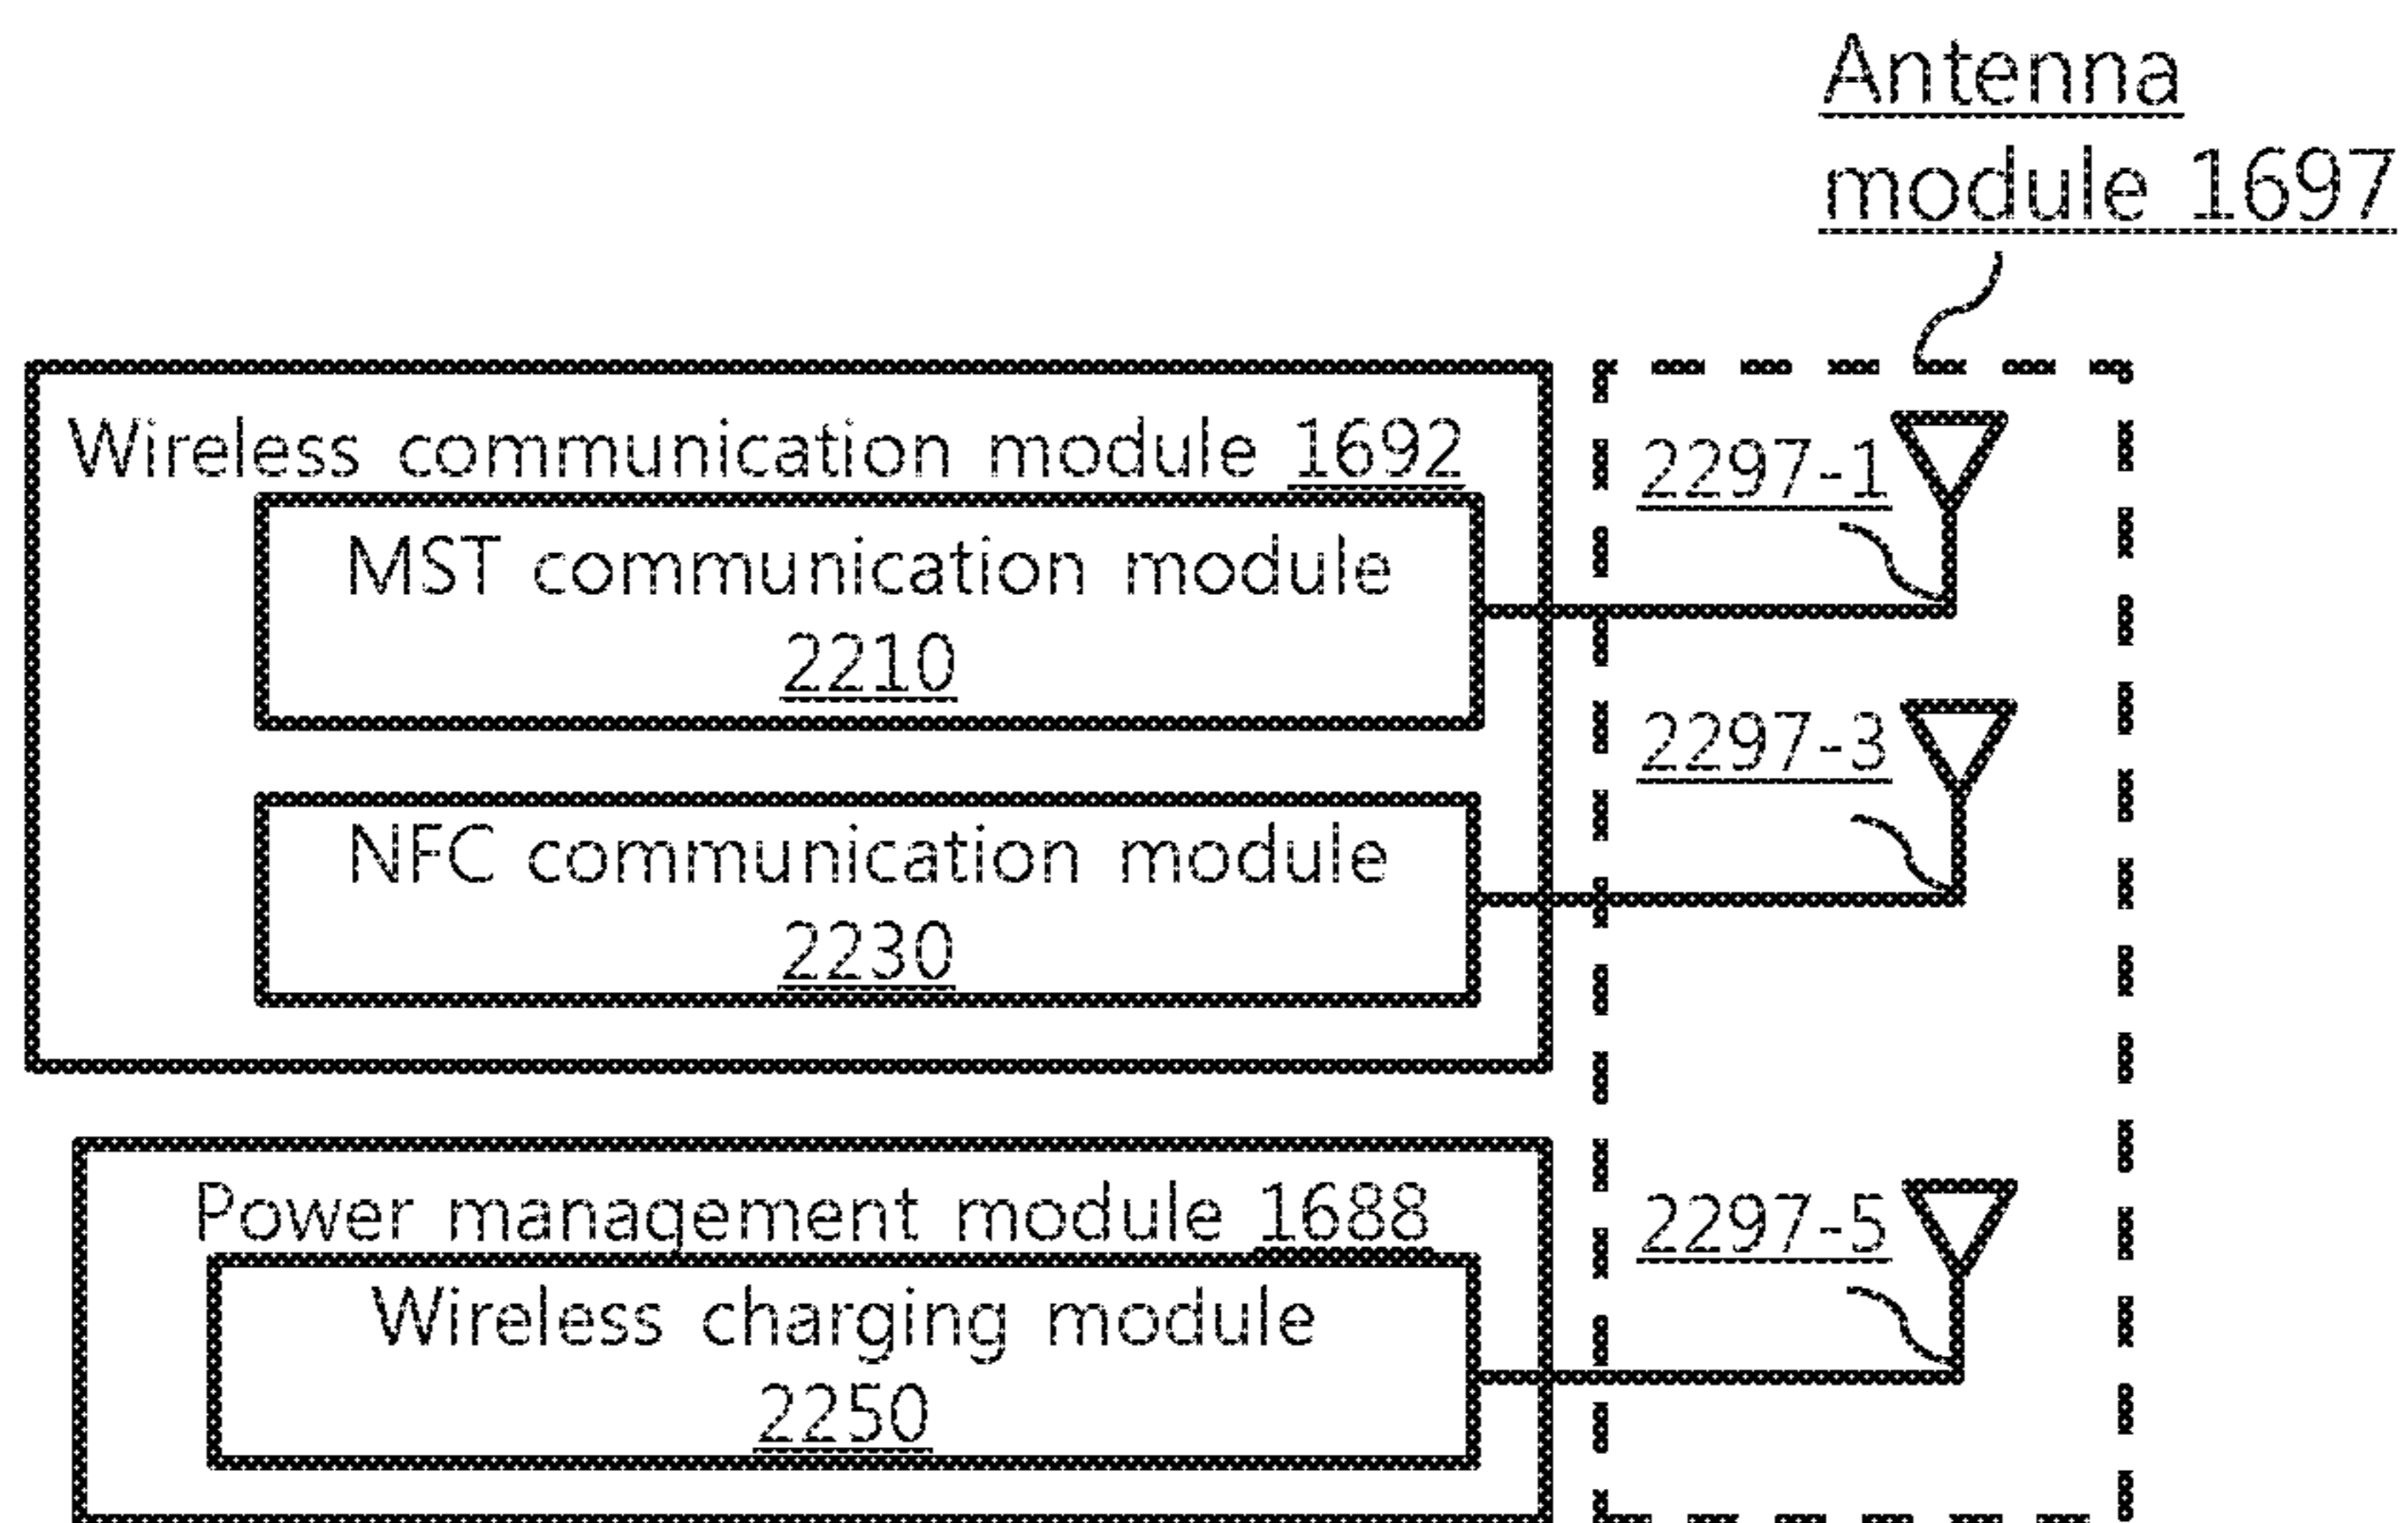 Antenna
module 1697
Wireless communication module 1692
2297-1
MST communication module
2210
2297-3
NFC communication module
2230
Power management module 1688
2297-5
Wireless charging module
2250